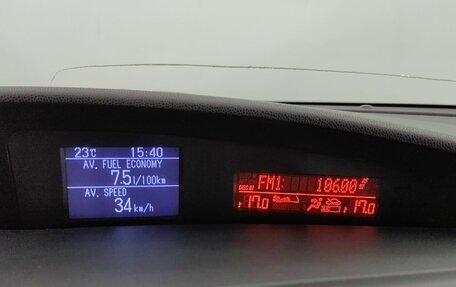 23℃ 15:40
AV. FUEL ECONOMY
7.5 l/100km
AV. SPEED
34 km/h
FM1: 106.00
17.0 17.0